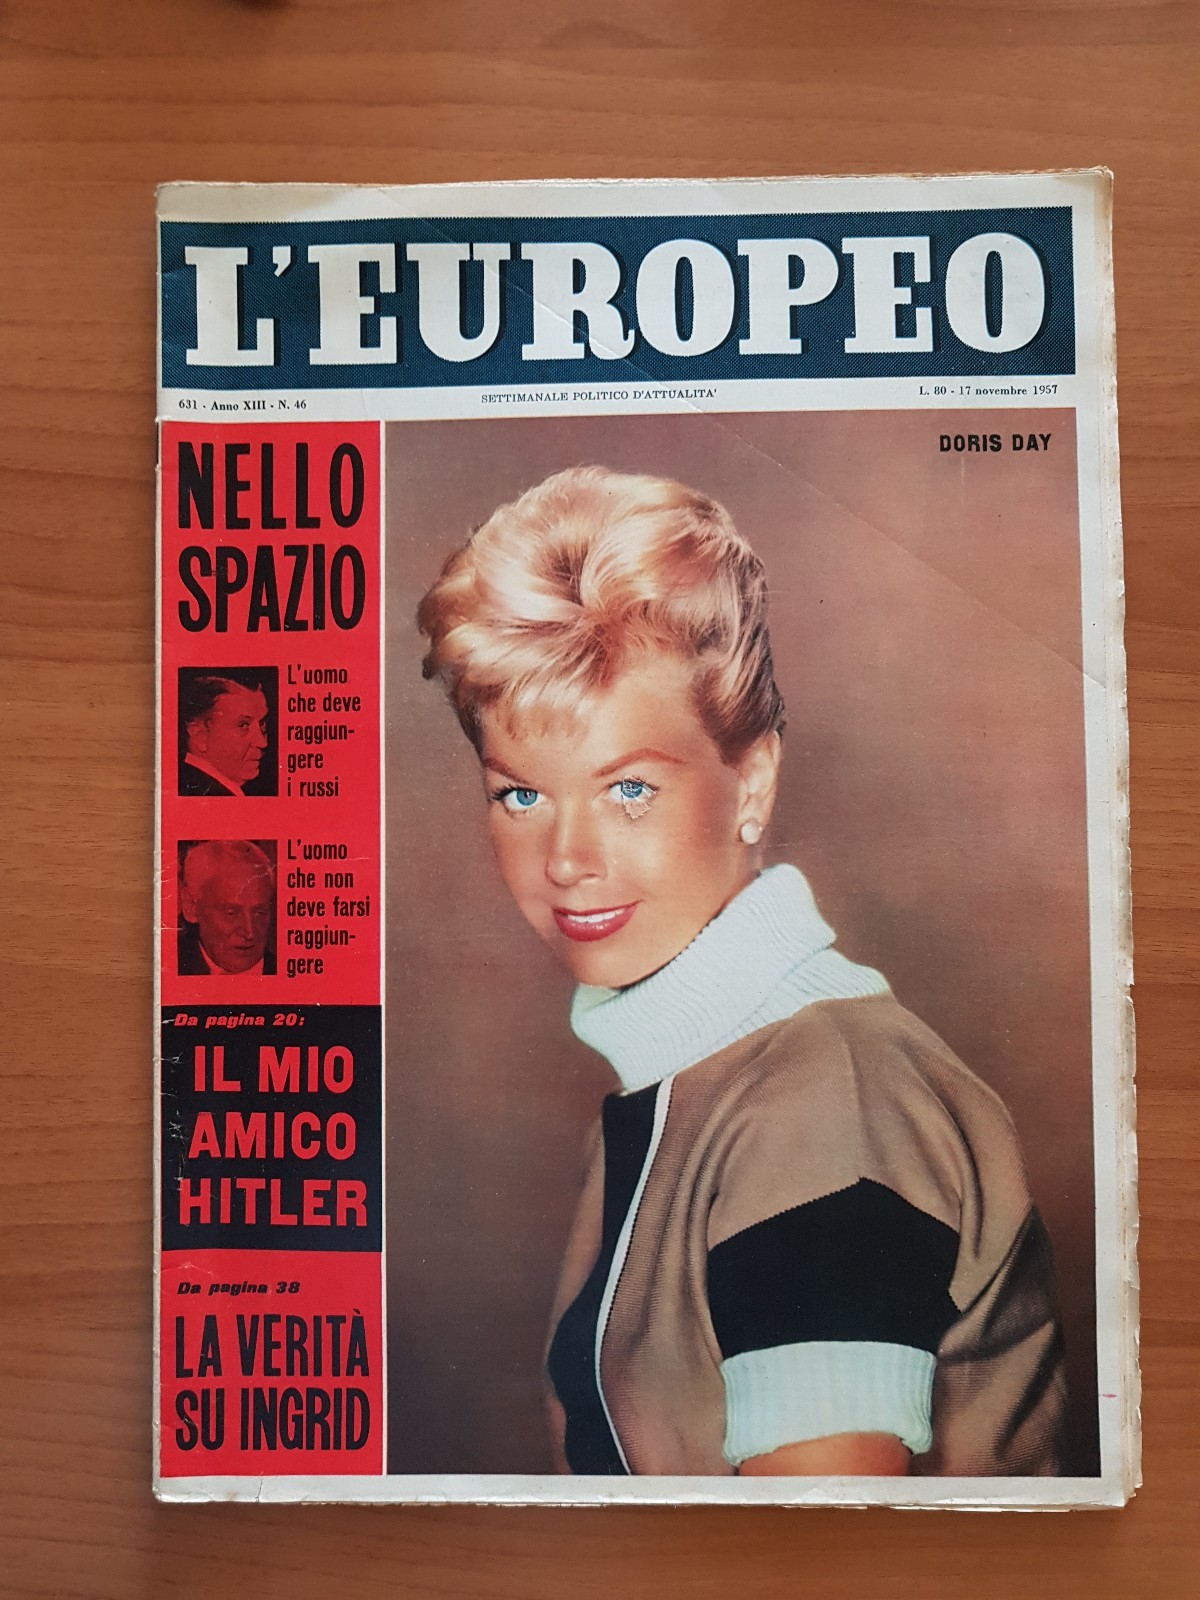 L'EUROPEO
631 - Anno XIII - N. 46
SETTIMANALE POLITICO D'ATTUALITA'
L. 80 - 17 novembre 1957
NELLO
SPAZIO
L'uomo
che deve
raggiun-
gere
i russi
L'uomo
che non
deve farsi
raggiun-
gere
Da pagina 20:
IL MIO
AMICO
HITLER
Da pagina 38
LA VERITÀ
SU INGRID
DORIS DAY